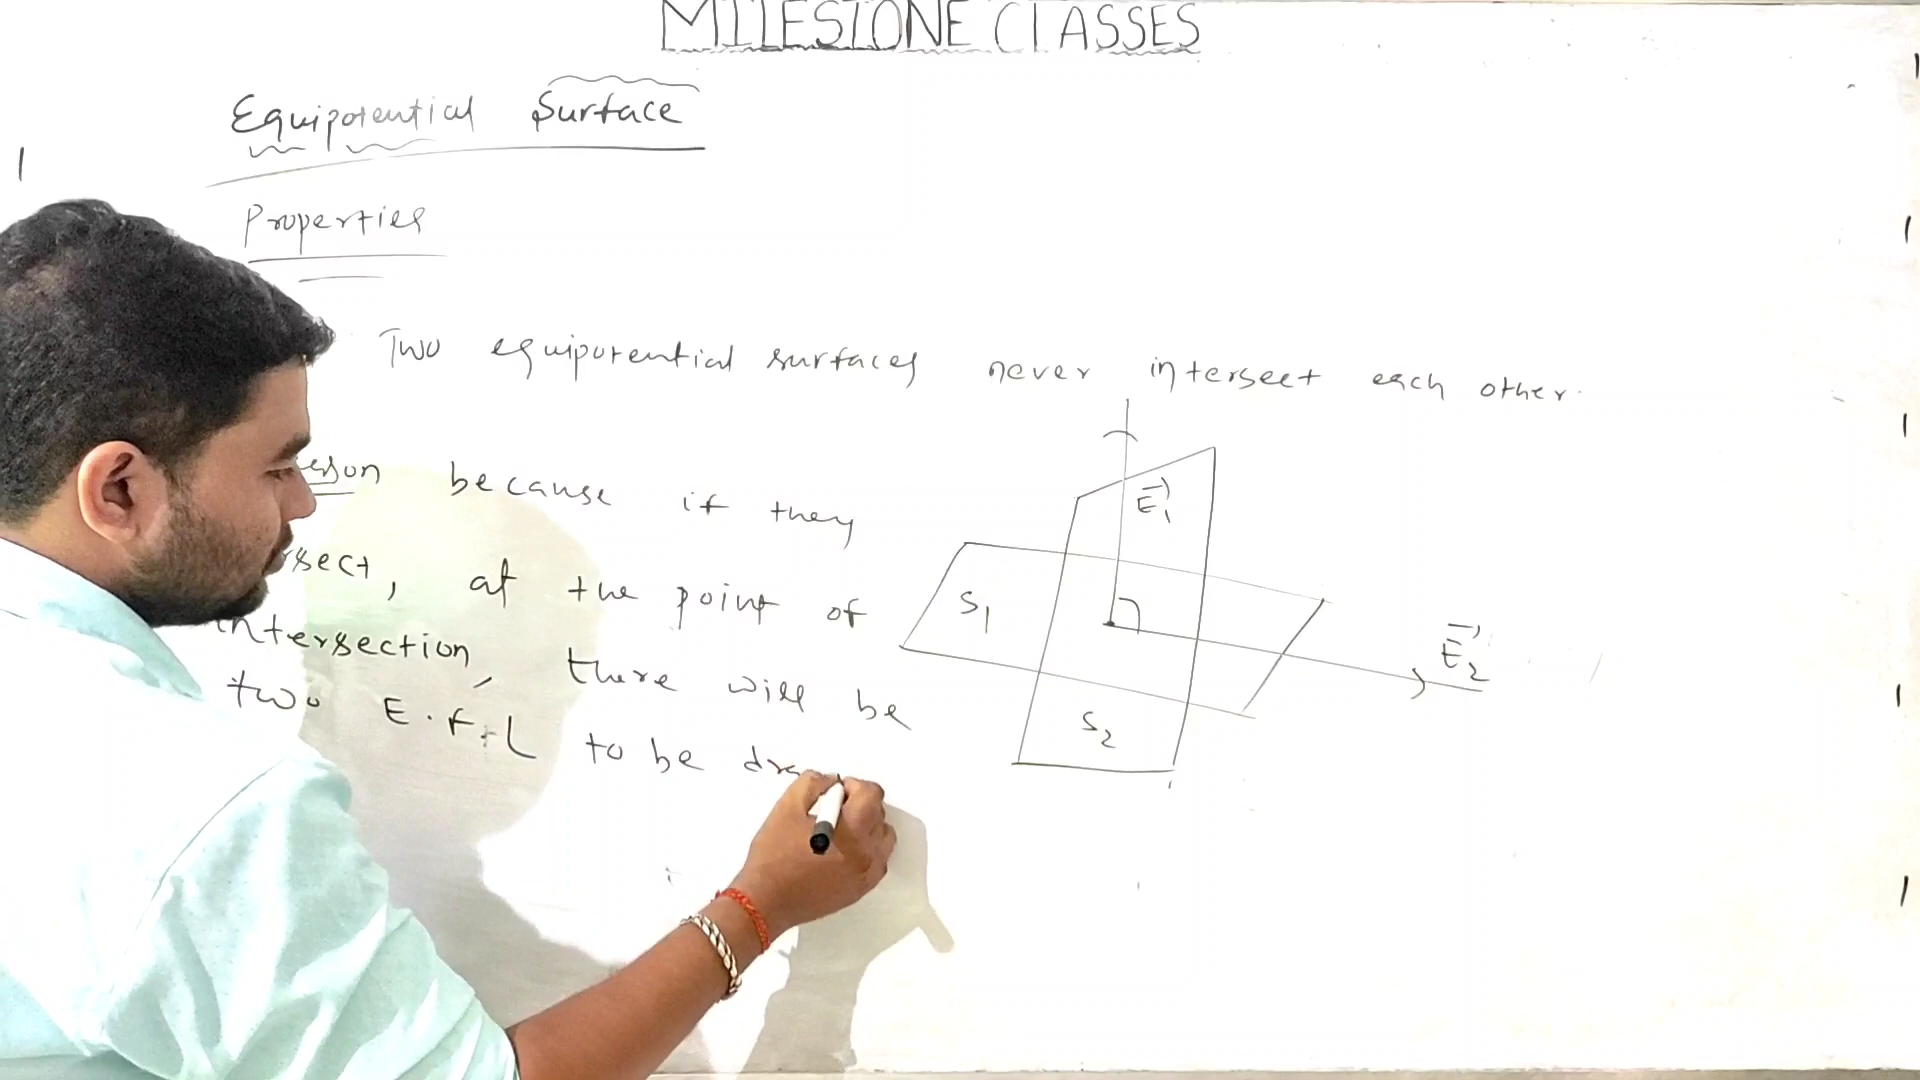 MILESTONE CLASSES
Equipotential Surface
Properties
Two equipotential surfaces never intersect each other.
because if they
at the point of
intersection, there will be
two E.F.L to be
E₁
S₁
E₂
S₂